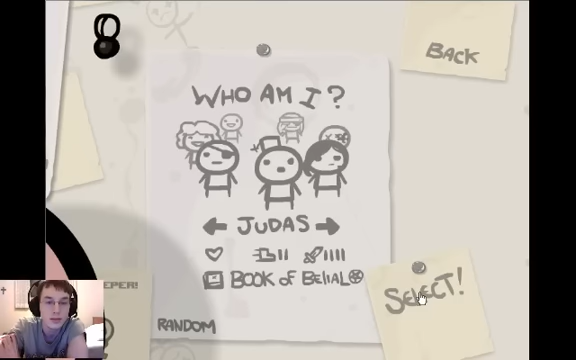 BACK
WHO AM I?
JUDAS
BOOK OF BELIAL
SELECT!
RANDOM